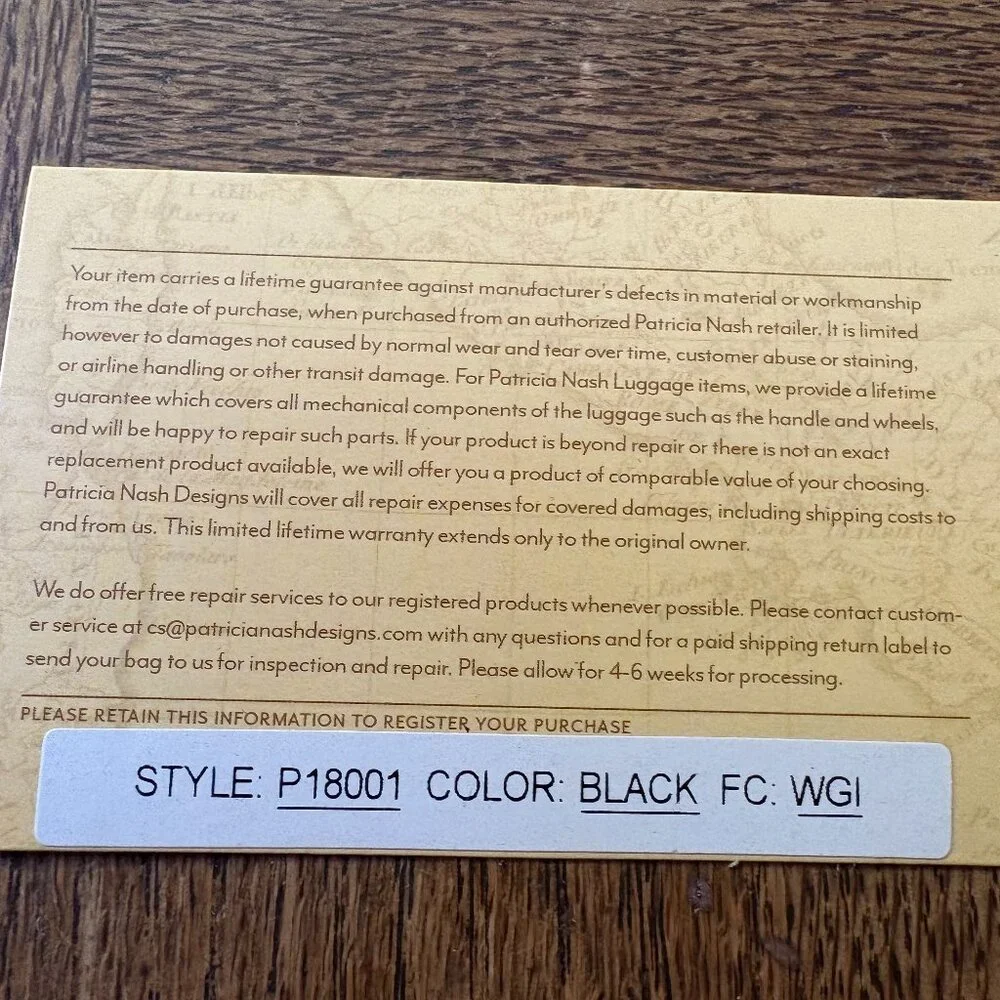 Your item carries a lifetime guarantee against manufacturer's defects in material or workmanship
from the date of purchase, when purchased from an authorized Patricia Nash retailer. It is limited
however to damages not caused by normal wear and tear over time, customer abuse or staining,
or airline handling or other transit damage. For Patricia Nash Luggage items, we provide a lifetime
guarantee which covers all mechanical components of the luggage such as the handle and wheels,
and will be happy to repair such parts. If your product is beyond repair or there is not an exact
replacement product available, we will offer you a product of comparable value of your choosing.
Patricia Nash Designs will cover all repair expenses for covered damages, including shipping costs to
and from us. This limited lifetime warranty extends only to the original owner.
We do offer free repair services to our registered products whenever possible. Please contact custom-
er service at cs@patricianashdesigns.com with any questions and for a paid shipping return label to
send your bag to us for inspection and repair. Please allow for 4-6 weeks for processing.
PLEASE RETAIN THIS INFORMATION TO REGISTER YOUR PURCHASE
STYLE: P18001 COLOR: BLACK FC: WGI